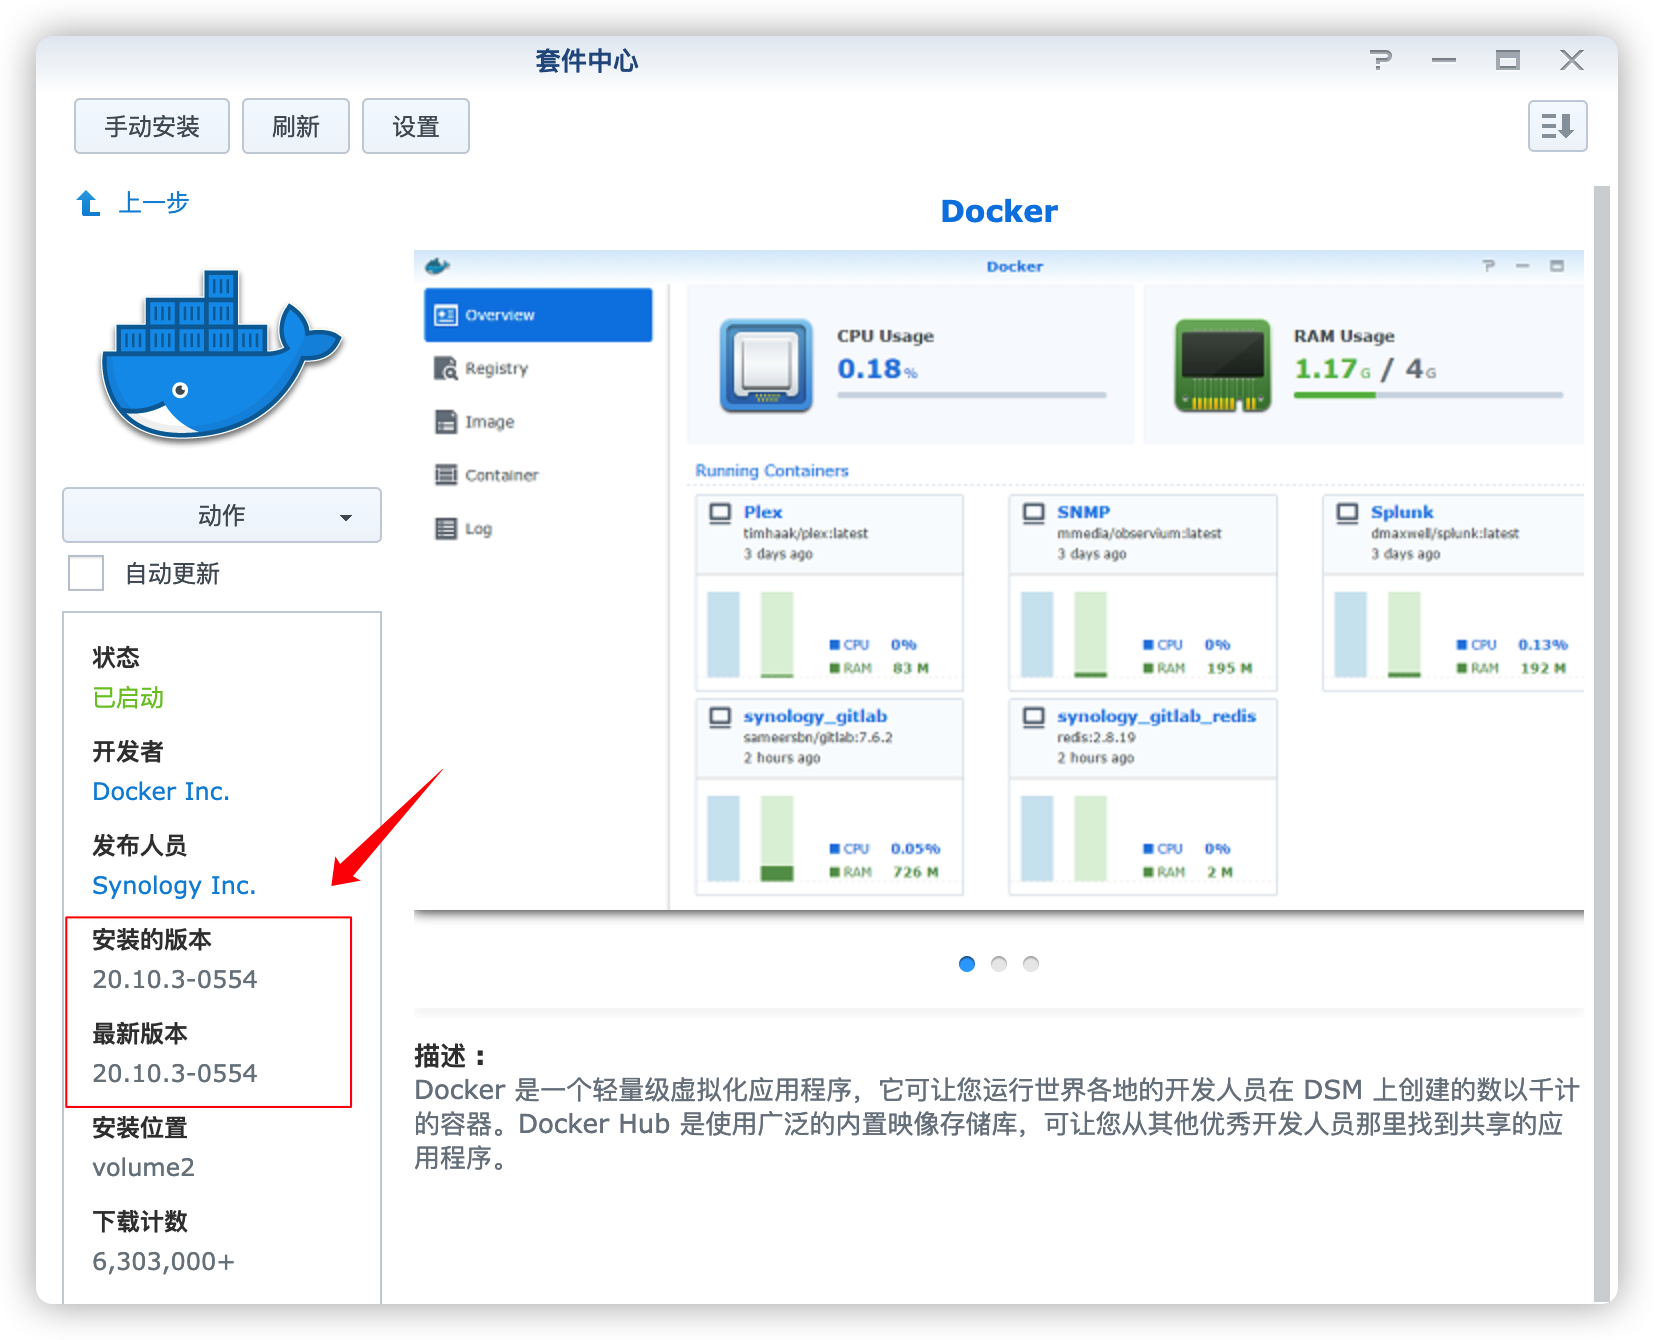 套件中心
手动安装
刷新
设置
上一步
动作
自动更新
状态
已启动
开发者
Docker Inc.
发布人员
Synology Inc.
安装的版本
20.10.3-0554
最新版本
20.10.3-0554
安装位置
volume2
下载计数
6,303,000+
Docker
Docker
Overview
Registry
Image
Container
Log
CPU Usage
0.18%
RAM Usage
1.17G / 4G
Running Containers
Plex
timhaak/plex:latest
3 days ago
CPU 0%
RAM 83 M
SNMP
mmedia/observium:latest
3 days ago
CPU 0%
RAM 195 M
Splunk
dmaxwell/splunk:latest
3 days ago
CPU 0.13%
RAM 192 M
synology_gitlab
sameersbn/gitlab:7.6.2
2 hours ago
CPU 0.05%
RAM 726 M
synology_gitlab_redis
redis:2.8.19
2 hours ago
CPU 0%
RAM 2 M
描述：
Docker 是一个轻量级虚拟化应用程序，它可让您运行世界各地的开发人员在 DSM 上创建的数以千计
的容器。Docker Hub 是使用广泛的内置映像存储库，可让您从其他优秀开发人员那里找到共享的应
用程序。